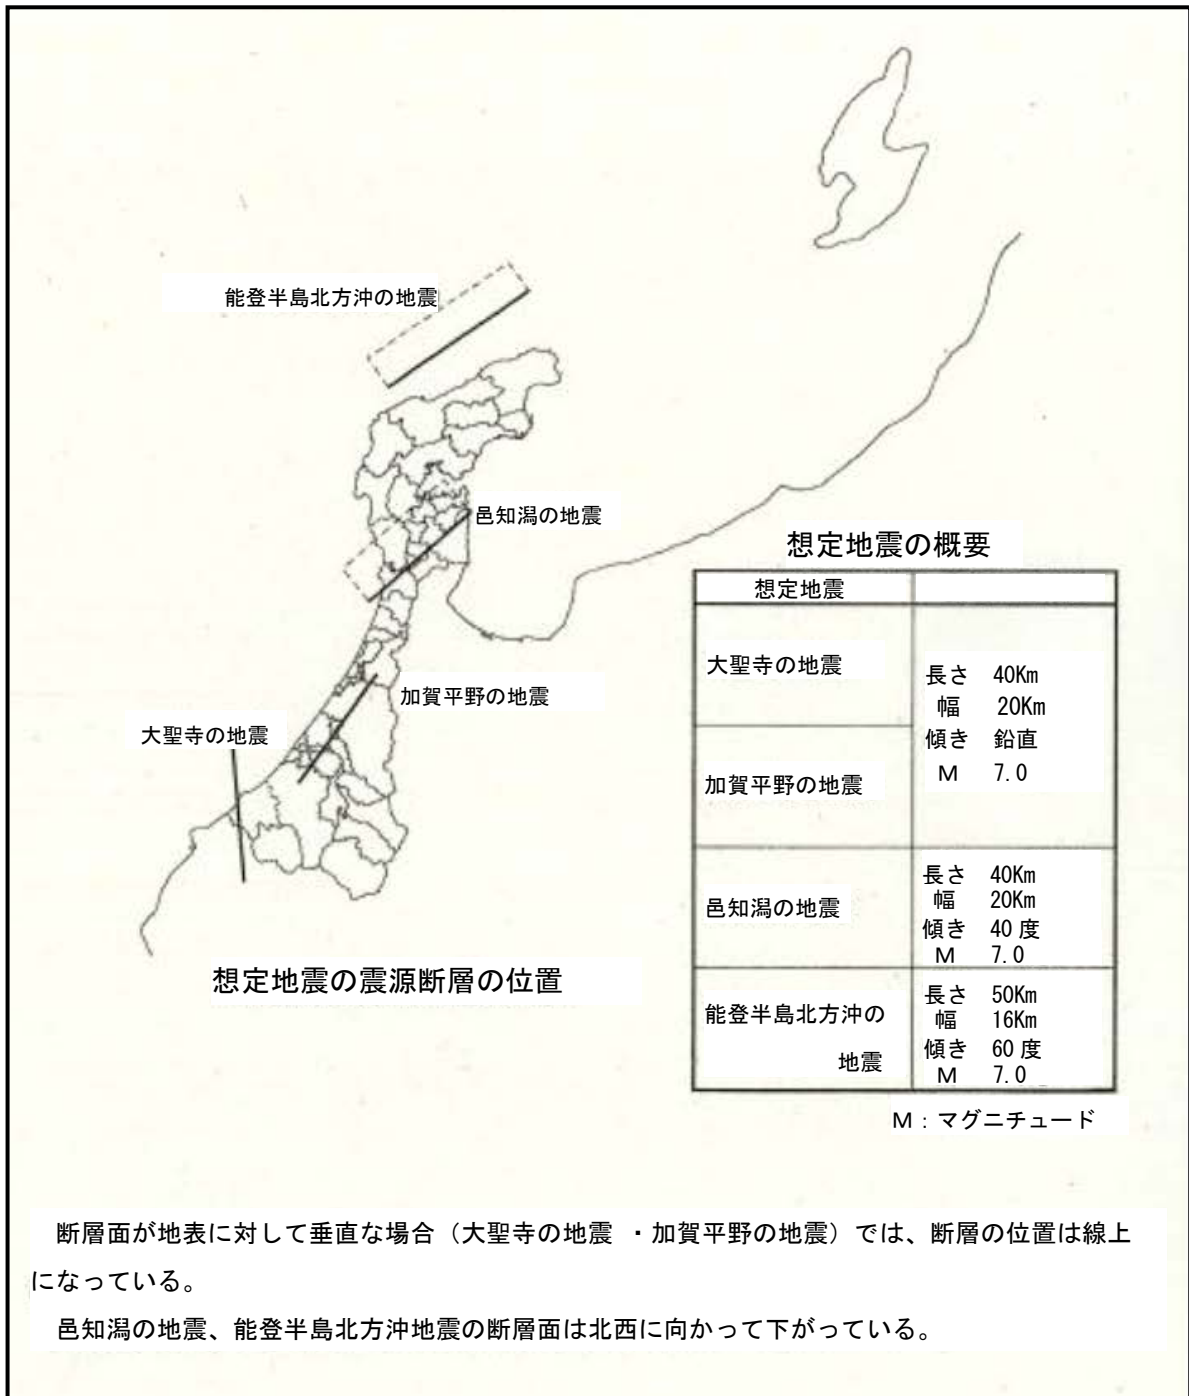 能登半島北方沖の地震
邑知潟の地震
加賀平野の地震
大聖寺の地震
想定地震の震源断層の位置
想定地震の概要
想定地震
大聖寺の地震
加賀平野の地震
長さ 40Km
幅 20Km
傾き 鉛直
M 7.0
邑知潟の地震
長さ 40Km
幅 20Km
傾き 40 度
M 7.0
能登半島北方沖の
地震
長さ 50Km
幅 16Km
傾き 60 度
M 7.0
M：マグニチュード
断層面が地表に対して垂直な場合（大聖寺の地震 ・加賀平野の地震）では、断層の位置は線上
になっている。
邑知潟の地震、能登半島北方沖地震の断層面は北西に向かって下がっている。